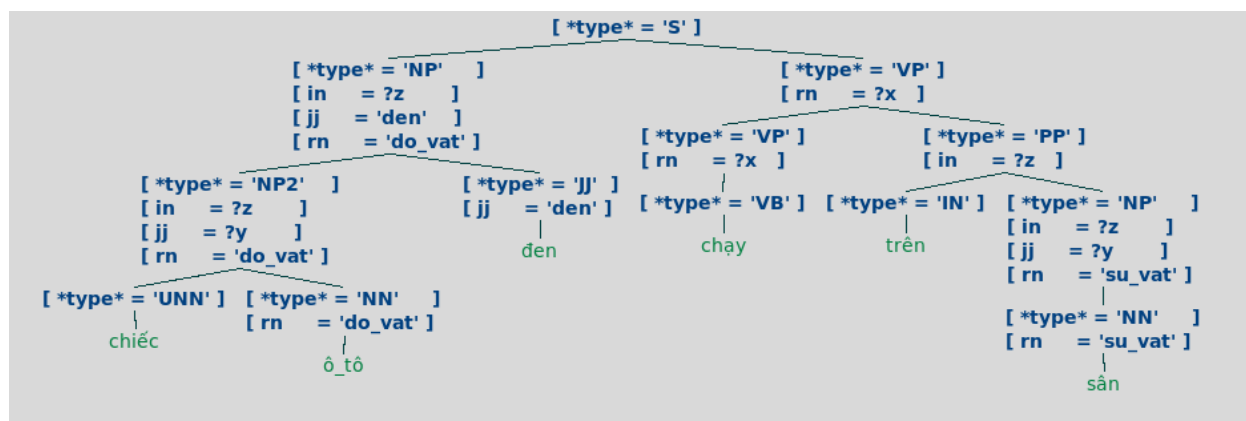 [ *type* = 'S' ]
[ *type* = 'NP' ]
[ in = ?z ]
[ jj = 'den' ]
[ rn = 'do_vat' ]
[ *type* = 'VP' ]
[ rn = ?x ]
[ *type* = 'VP' ]
[ rn = ?x ]
[ *type* = 'PP' ]
[ in = ?z ]
[ *type* = 'NP2' ]
[ in = ?z ]
[ jj = ?y ]
[ rn = 'do_vat' ]
[ *type* = 'JJ' ]
[ jj = 'den' ]
đen
[ *type* = 'VB' ]
chạy
[ *type* = 'IN' ]
trên
[ *type* = 'NP' ]
[ in = ?z ]
[ jj = ?y ]
[ rn = 'su_vat' ]
[ *type* = 'UNN' ]
chiếc
[ *type* = 'NN' ]
[ rn = 'do_vat' ]
ô_tô
[ *type* = 'NN' ]
[ rn = 'su_vat' ]
sân